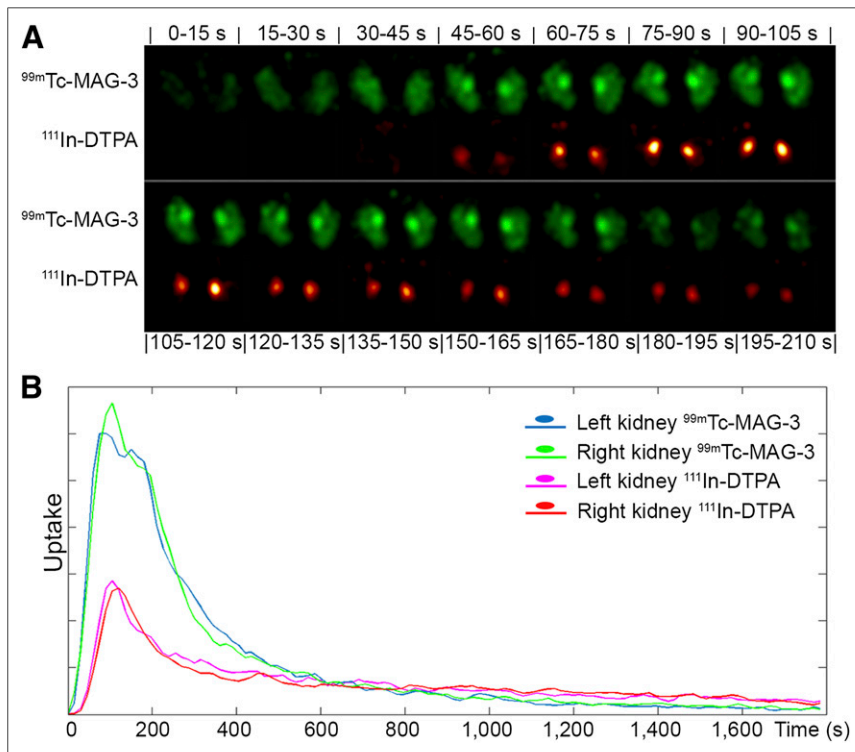 A
| 0-15 s | 15-30 s | 30-45 s | 45-60 s | 60-75 s | 75-90 s | 90-105 s |
⁹⁹ᵐTc-MAG-3
¹¹¹In-DTPA
⁹⁹ᵐTc-MAG-3
¹¹¹In-DTPA
|105-120 s|120-135 s|135-150 s|150-165 s|165-180 s|180-195 s|195-210 s|
B
Left kidney ⁹⁹ᵐTc-MAG-3
Right kidney ⁹⁹ᵐTc-MAG-3
Left kidney ¹¹¹In-DTPA
Right kidney ¹¹¹In-DTPA
Uptake
0 200 400 600 800 1,000 1,200 1,400 1,600 Time (s)